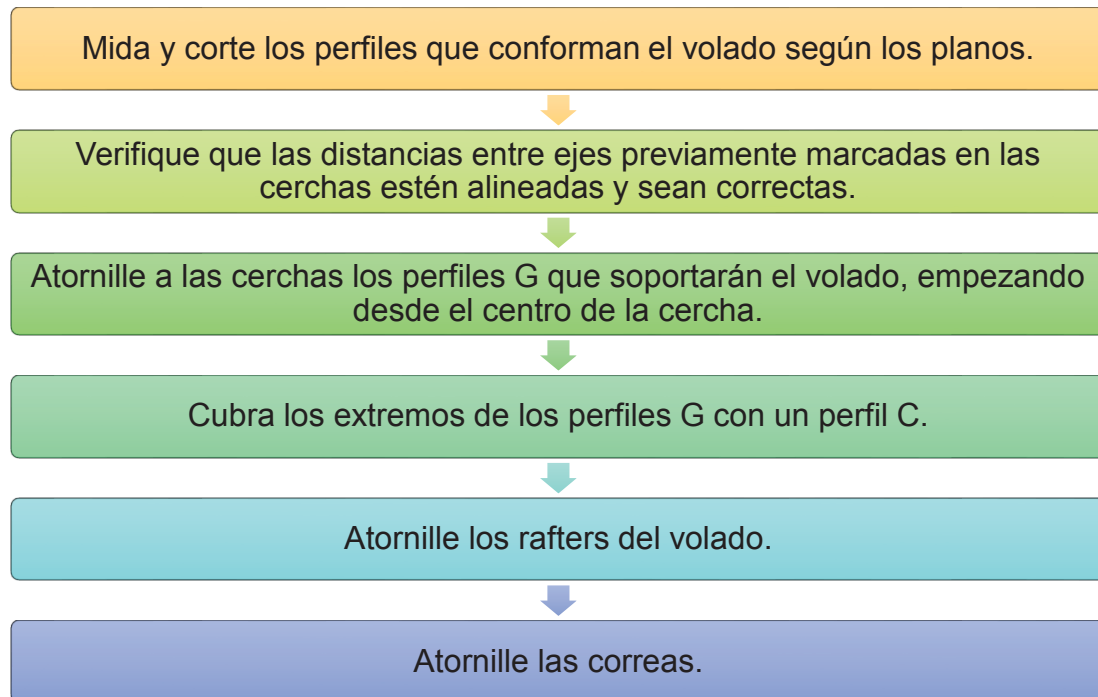 Mida y corte los perfiles que conforman el volado según los planos.
Verifique que las distancias entre ejes previamente marcadas en las
cerchas estén alineadas y sean correctas.
Atornille a las cerchas los perfiles G que soportarán el volado, empezando
desde el centro de la cercha.
Cubra los extremos de los perfiles G con un perfil C.
Atornille los rafters del volado.
Atornille las correas.